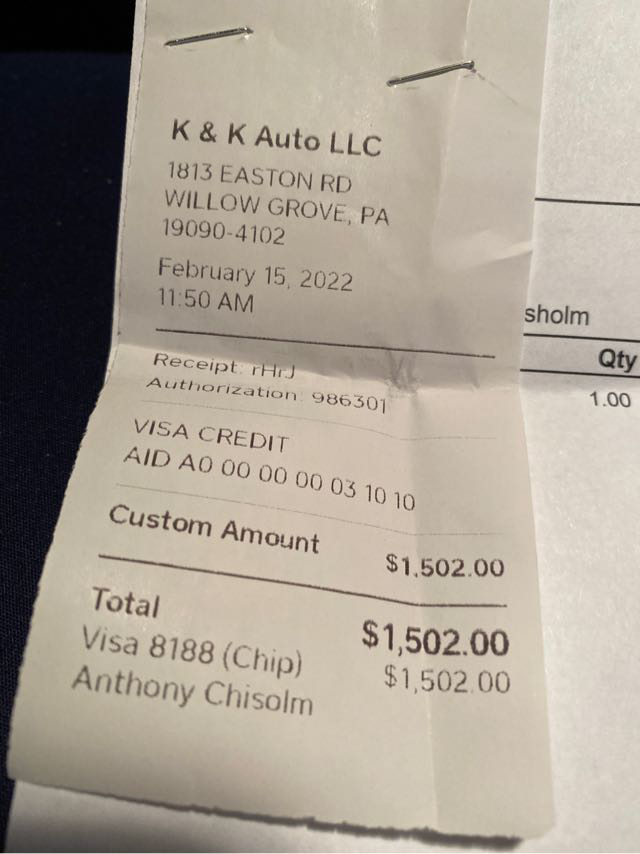 K & K Auto LLC
1813 EASTON RD
WILLOW GROVE, PA
19090-4102
February 15, 2022
11:50 AM
Receipt: rHrJ
Authorization: 986301
VISA CREDIT
AID A0 00 00 00 03 10 10
Custom Amount $1,502.00
Total $1,502.00
Visa 8188 (Chip) $1,502.00
Anthony Chisolm
sholm
Qty
1.00